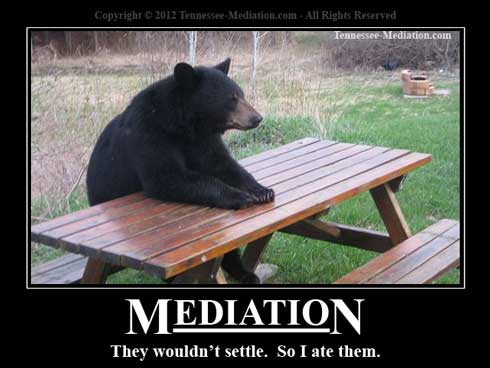 Copyright © 2012 Tennessee-Mediation.com - All Rights Reserved
Tennessee-Mediation.com
MEDIATION
They wouldn't settle. So I ate them.